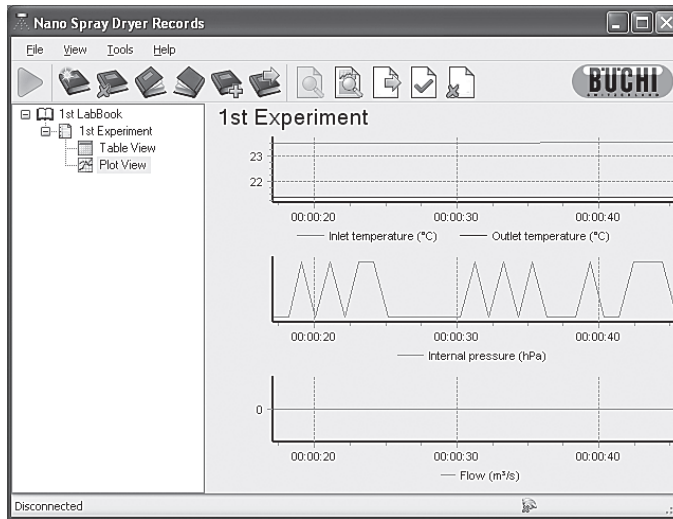 Nano Spray Dryer Records
File View Tools Help
BÜCHI
SWITZERLAND
1st LabBook
1st Experiment
Table View
Plot View
1st Experiment
23
22
00:00:20 00:00:30 00:00:40
Inlet temperature (°C) Outlet temperature (°C)
00:00:20 00:00:30 00:00:40
Internal pressure (hPa)
0
00:00:20 00:00:30 00:00:40
Flow (m³/s)
Disconnected